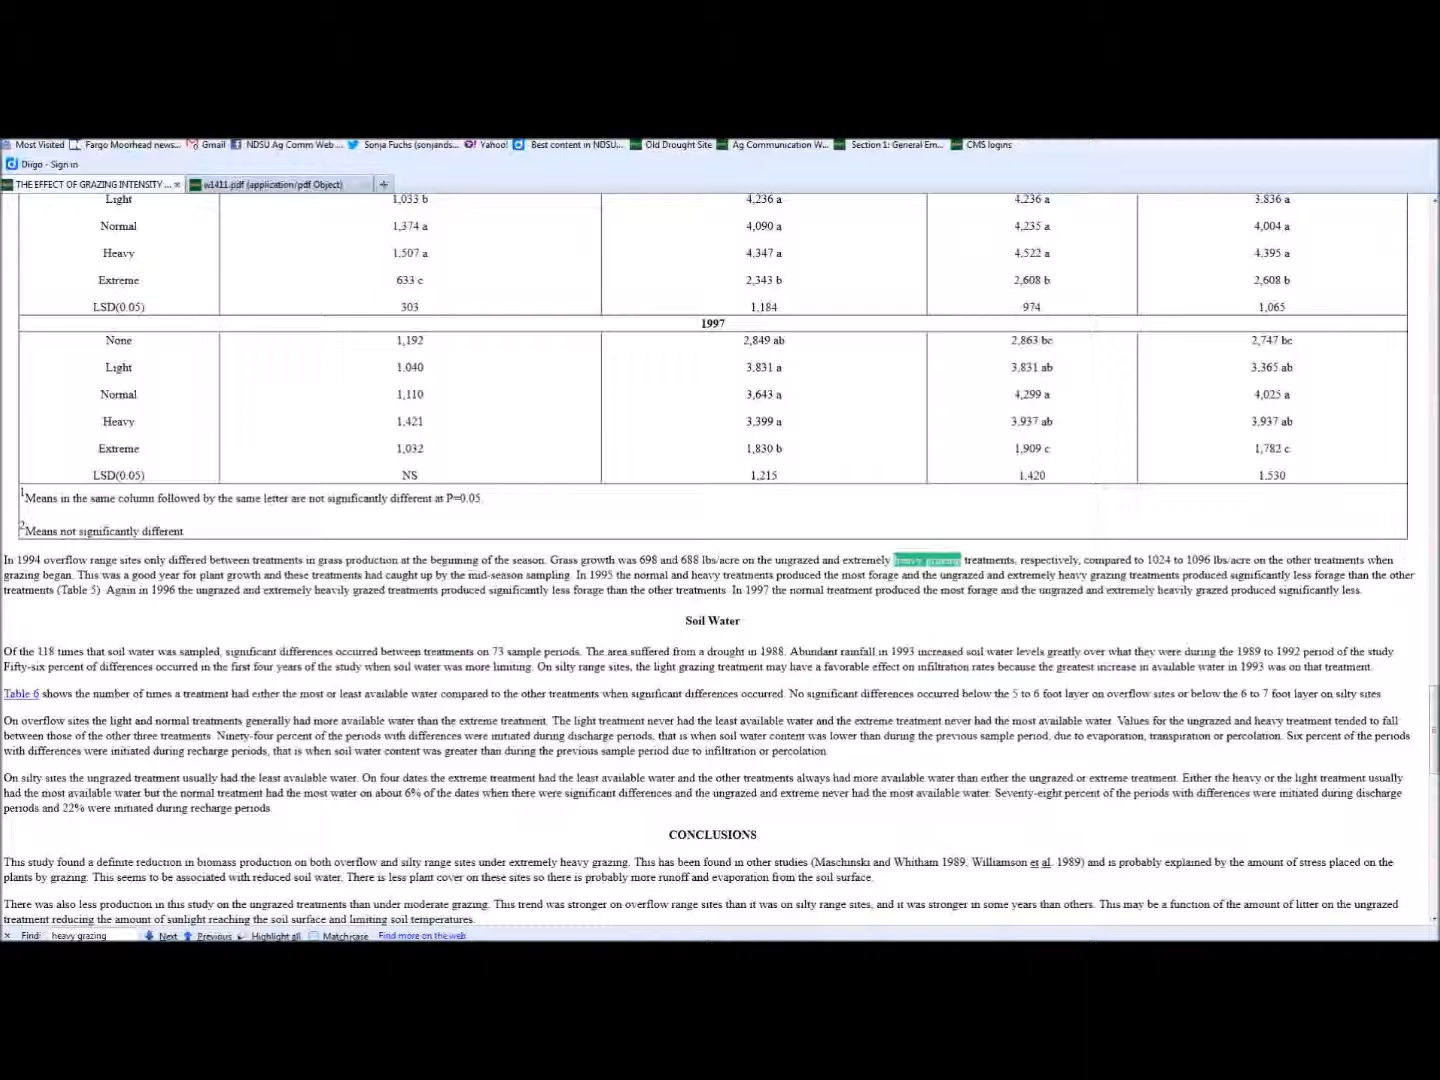 Most Visited Fargo Moorhead news... Gmail NDSU Ag Comm Web ... Sonja Fuchs (sonjands... Yahoo! Best content in NDSU... Old Drought Site Ag Communication W... Section 1: General Em... CMS logins
Diigo - Sign in
THE EFFECT OF GRAZING INTENSITY ... × w1411.pdf (application/pdf Object) +
Light 1,033 b 4,236 a 4,236 a 3,836 a
Normal 1,374 a 4,090 a 4,235 a 4,004 a
Heavy 1,507 a 4,347 a 4,522 a 4,395 a
Extreme 633 c 2,343 b 2,608 b 2,608 b
LSD(0.05) 303 1,184 974 1,065
1997
None 1,192 2,849 ab 2,863 bc 2,747 bc
Light 1,040 3,831 a 3,831 ab 3,365 ab
Normal 1,110 3,643 a 4,299 a 4,025 a
Heavy 1,421 3,399 a 3,937 ab 3,937 ab
Extreme 1,032 1,830 b 1,909 c 1,782 c
LSD(0.05) NS 1,215 1,420 1,530
1Means in the same column followed by the same letter are not significantly different at P=0.05.
2Means not significantly different
In 1994 overflow range sites only differed between treatments in grass production at the beginning of the season. Grass growth was 698 and 688 lbs/acre on the ungrazed and extremely heavy grazing treatments, respectively, compared to 1024 to 1096 lbs/acre on the other treatments when
grazing began. This was a good year for plant growth and these treatments had caught up by the mid-season sampling. In 1995 the normal and heavy treatments produced the most forage and the ungrazed and extremely heavy grazing treatments produced significantly less forage than the other
treatments (Table 5). Again in 1996 the ungrazed and extremely heavily grazed treatments produced significantly less forage than the other treatments. In 1997 the normal treatment produced the most forage and the ungrazed and extremely heavily grazed produced significantly less.
Soil Water
Of the 118 times that soil water was sampled, significant differences occurred between treatments on 73 sample periods. The area suffered from a drought in 1988. Abundant rainfall in 1993 increased soil water levels greatly over what they were during the 1989 to 1992 period of the study.
Fifty-six percent of differences occurred in the first four years of the study when soil water was more limiting. On silty range sites, the light grazing treatment may have a favorable effect on infiltration rates because the greatest increase in available water in 1993 was on that treatment.
Table 6 shows the number of times a treatment had either the most or least available water compared to the other treatments when significant differences occurred. No significant differences occurred below the 5 to 6 foot layer on overflow sites or below the 6 to 7 foot layer on silty sites.
On overflow sites the light and normal treatments generally had more available water than the extreme treatment. The light treatment never had the least available water and the extreme treatment never had the most available water. Values for the ungrazed and heavy treatment tended to fall
between those of the other three treatments. Ninety-four percent of the periods with differences were initiated during discharge periods, that is when soil water content was lower than during the previous sample period, due to evaporation, transpiration or percolation. Six percent of the periods
with differences were initiated during recharge periods, that is when soil water content was greater than during the previous sample period due to infiltration or percolation.
On silty sites the ungrazed treatment usually had the least available water. On four dates the extreme treatment had the least available water and the other treatments always had more available water than either the ungrazed or extreme treatment. Either the heavy or the light treatment usually
had the most available water but the normal treatment had the most water on about 6% of the dates when there were significant differences and the ungrazed and extreme never had the most available water. Seventy-eight percent of the periods with differences were initiated during discharge
periods and 22% were initiated during recharge periods.
CONCLUSIONS
This study found a definite reduction in biomass production on both overflow and silty range sites under extremely heavy grazing. This has been found in other studies (Maschinski and Whitham 1989, Williamson et al. 1989) and is probably explained by the amount of stress placed on the
plants by grazing. This seems to be associated with reduced soil water. There is less plant cover on these sites so there is probably more runoff and evaporation from the soil surface.
There was also less production in this study on the ungrazed treatments than under moderate grazing. This trend was stronger on overflow range sites than it was on silty range sites, and it was stronger in some years than others. This may be a function of the amount of litter on the ungrazed
treatment reducing the amount of sunlight reaching the soil surface and limiting soil temperatures.
× Find: heavy grazing Next Previous Highlight all Match case Find more on the web